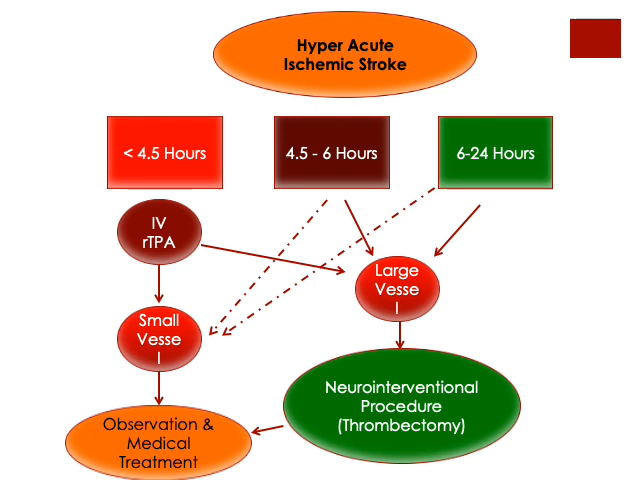 Hyper Acute
Ischemic Stroke
< 4.5 Hours
4.5 - 6 Hours
6-24 Hours
IV
rTPA
Large
Vesse
l
Small
Vesse
l
Neurointerventional
Procedure
(Thrombectomy)
Observation &
Medical
Treatment